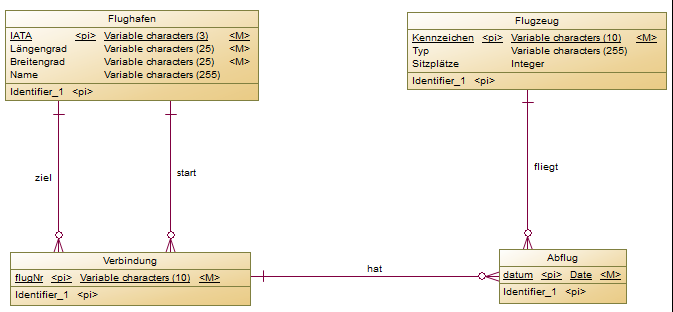 Flughafen
IATA <pi> Variable characters (3) <M>
Längengrad Variable characters (25) <M>
Breitengrad Variable characters (25) <M>
Name Variable characters (255)
Identifier_1 <pi>
Flugzeug
Kennzeichen <pi> Variable characters (10) <M>
Typ Variable characters (255)
Sitzplätze Integer
Identifier_1 <pi>
ziel
start
fliegt
Verbindung
flugNr <pi> Variable characters (10) <M>
Identifier_1 <pi>
hat
Abflug
datum <pi> Date <M>
Identifier_1 <pi>